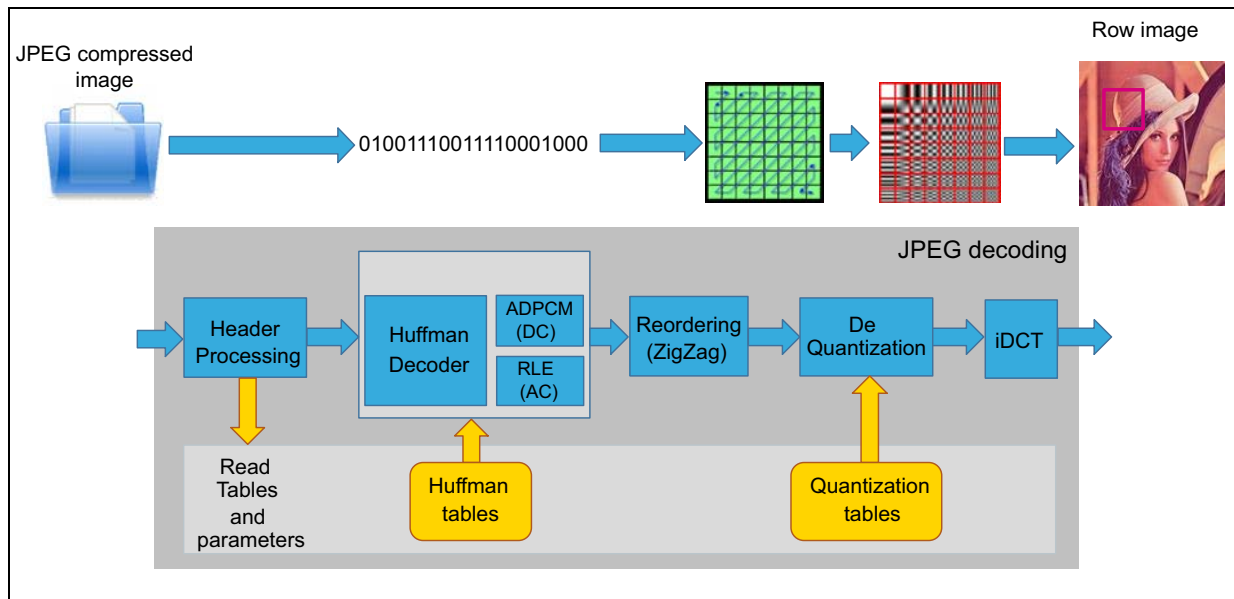 JPEG compressed
image
Row image
01001110011110001000
JPEG decoding
Header
Processing
Huffman
Decoder
ADPCM
(DC)
RLE
(AC)
Reordering
(ZigZag)
De
Quantization
iDCT
Read
Tables
and
parameters
Huffman
tables
Quantization
tables